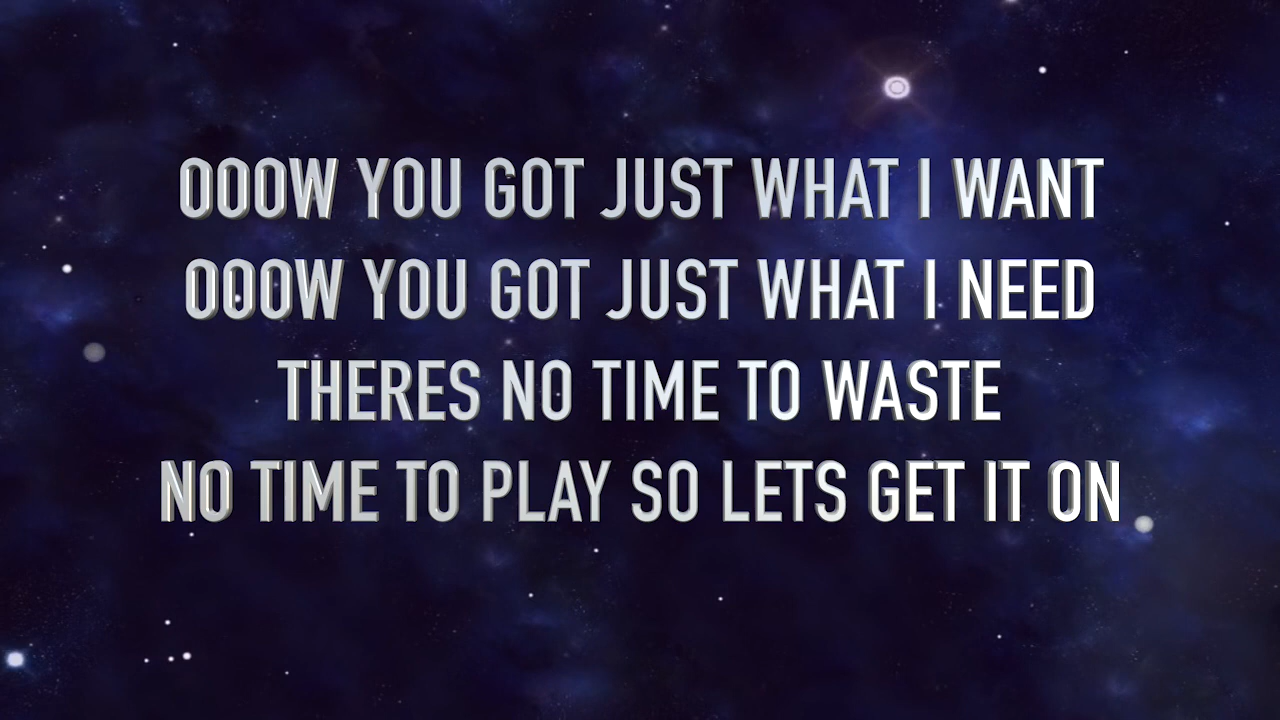 OOOW YOU GOT JUST WHAT I WANT
OOOW YOU GOT JUST WHAT I NEED
THERES NO TIME TO WASTE
NO TIME TO PLAY SO LETS GET IT ON